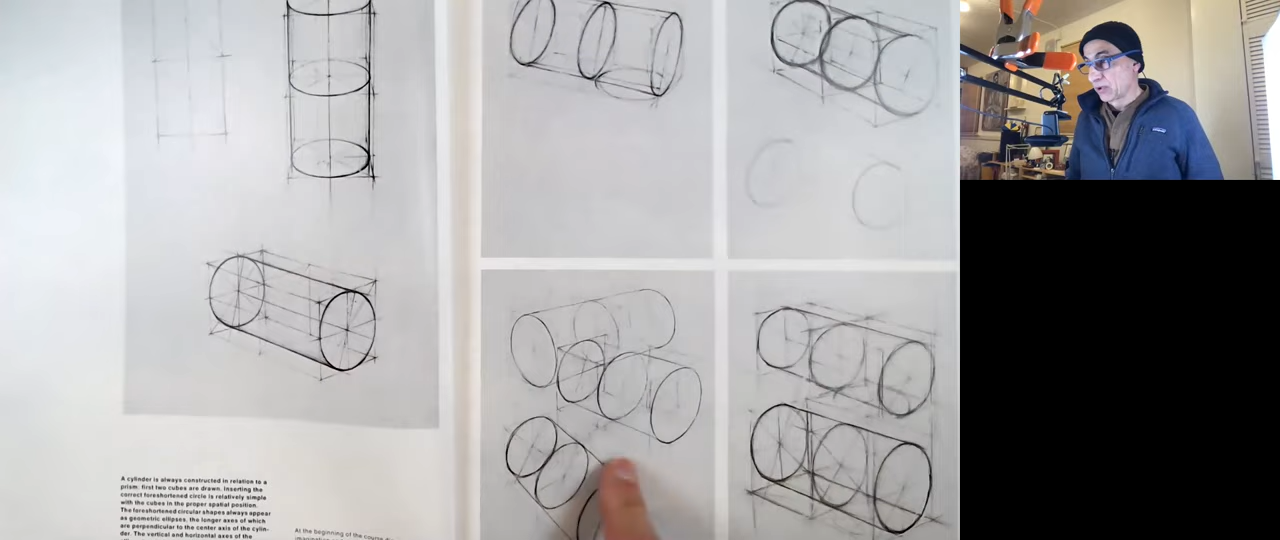 A cylinder is always constructed in relation to a
prism: first two cubes are drawn. Inserting the
correct foreshortened circle is relatively simple
with the cubes in the proper spatial position.
The foreshortened circular shapes always appear
as geometric ellipses, the longer axes of which
are perpendicular to the center axis of the cylin-
der. The vertical and horizontal axes of the
At the beginning of the course